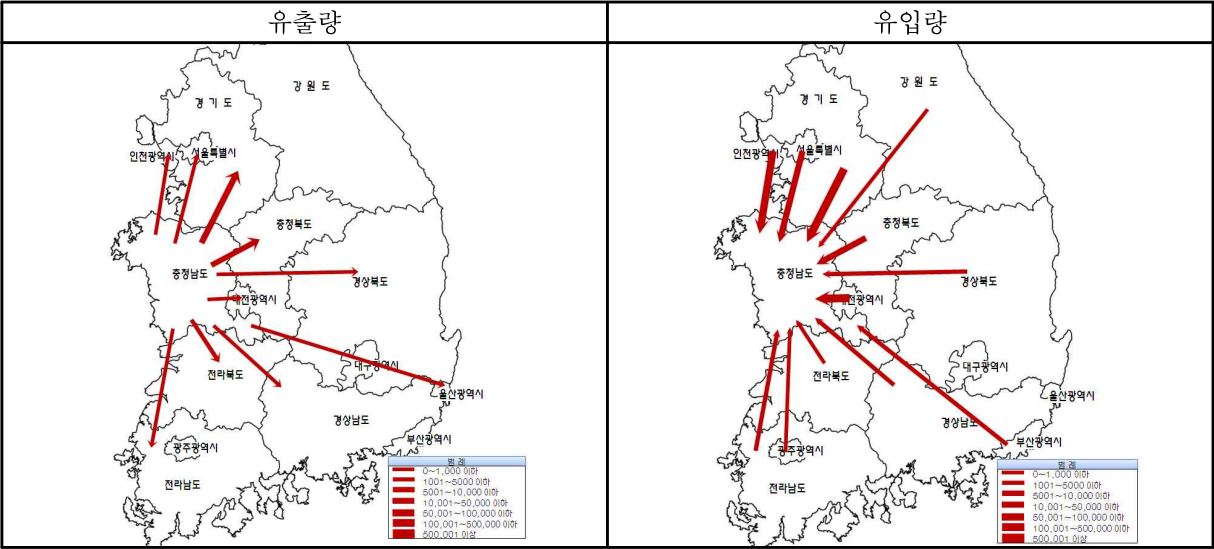 유출량
유입량
강 원 도
경 기 도
인천광역시
서울특별시
충청북도
충청남도
경상북도
대전광역시
전라북도
대구광역시
울산광역시
경상남도
부산광역시
광주광역시
전라남도
범 례
0~1,000 이하
1001~5000 이하
5001~10,000 이하
10,001~50,000 이하
50,001~100,000 이하
100,001~500,000 이하
500,001 이상
강 원 도
경 기 도
인천광역시
서울특별시
충청북도
충청남도
경상북도
대전광역시
대구광역시
전라북도
울산광역시
경상남도
부산광역시
광주광역시
전라남도
범 례
0~1,000 이하
1001~5000 이하
5001~10,000 이하
10,001~50,000 이하
50,001~100,000 이하
100,001~500,000 이하
500,001 이상